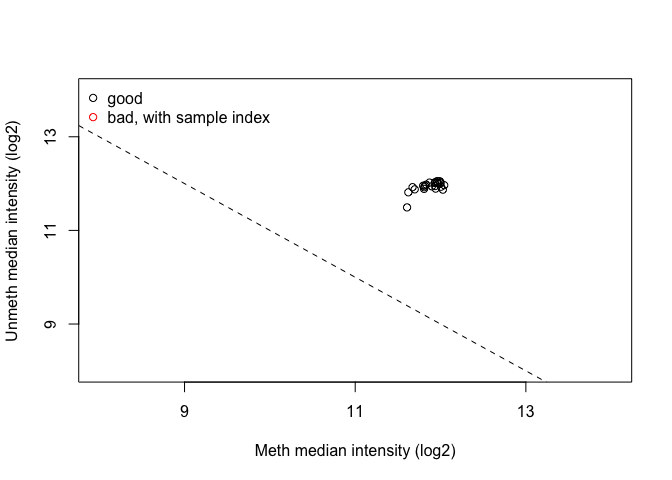 good
bad, with sample index
Unmeth median intensity (log2)
13
11
9
9
11
13
Meth median intensity (log2)